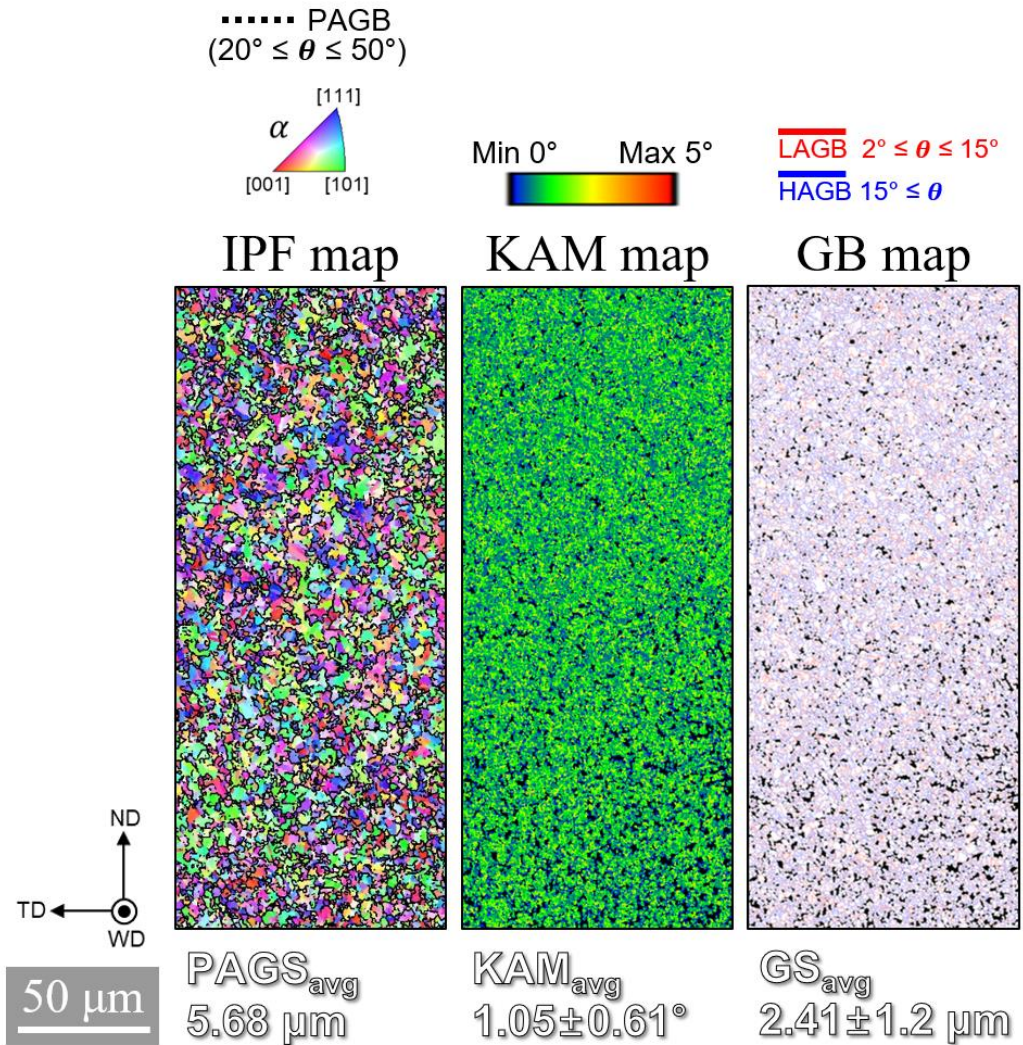 PAGB
(20° ≤ θ ≤ 50°)
[111]
α
[001] [101]
Min 0° Max 5°
LAGB 2° ≤ θ ≤ 15°
HAGB 15° ≤ θ
IPF map KAM map GB map
ND
TD
WD
50 μm
PAGSavg KAMavg GSavg
5.68 μm 1.05±0.61° 2.41±1.2 μm